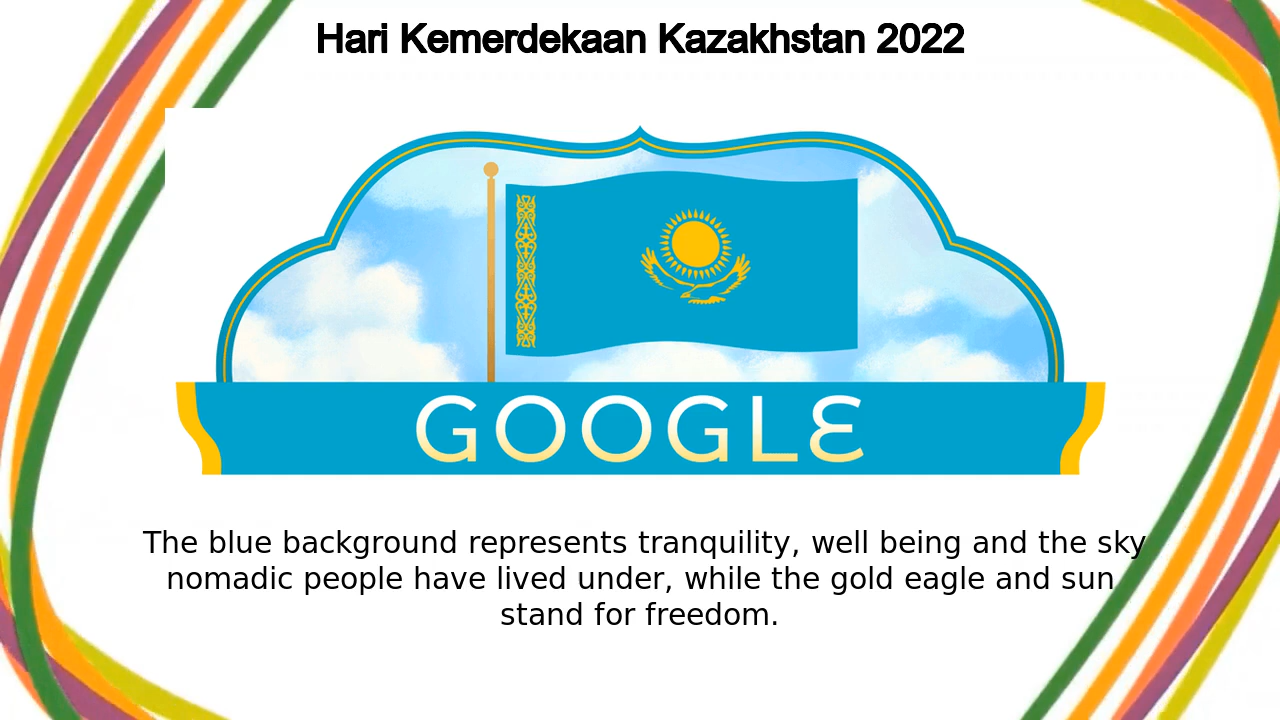 Hari Kemerdekaan Kazakhstan 2022
GOOGLE
The blue background represents tranquility, well being and the sky
nomadic people have lived under, while the gold eagle and sun
stand for freedom.